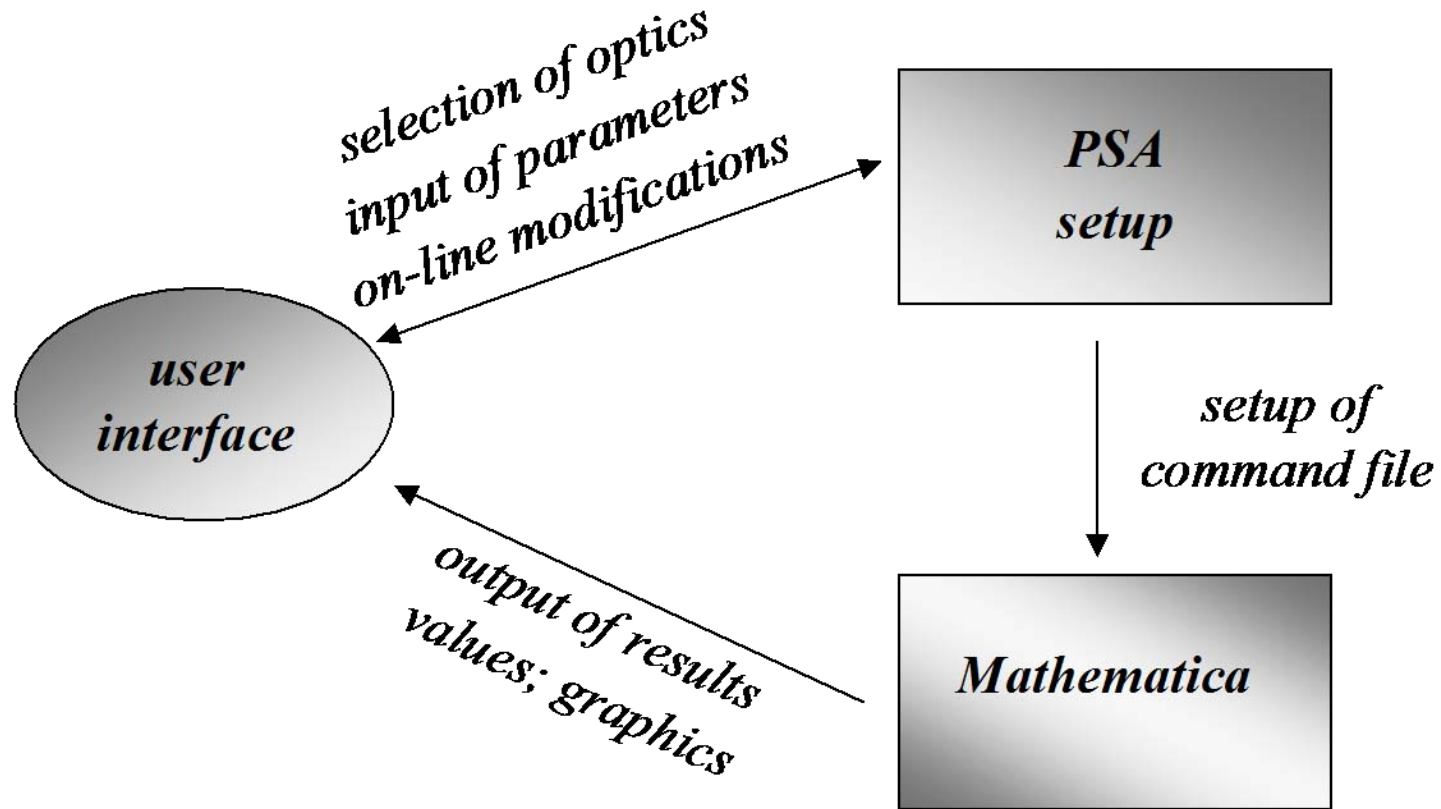 selection of optics
input of parameters
on-line modifications
PSA
setup
user
interface
setup of
command file
output of results
values; graphics
Mathematica